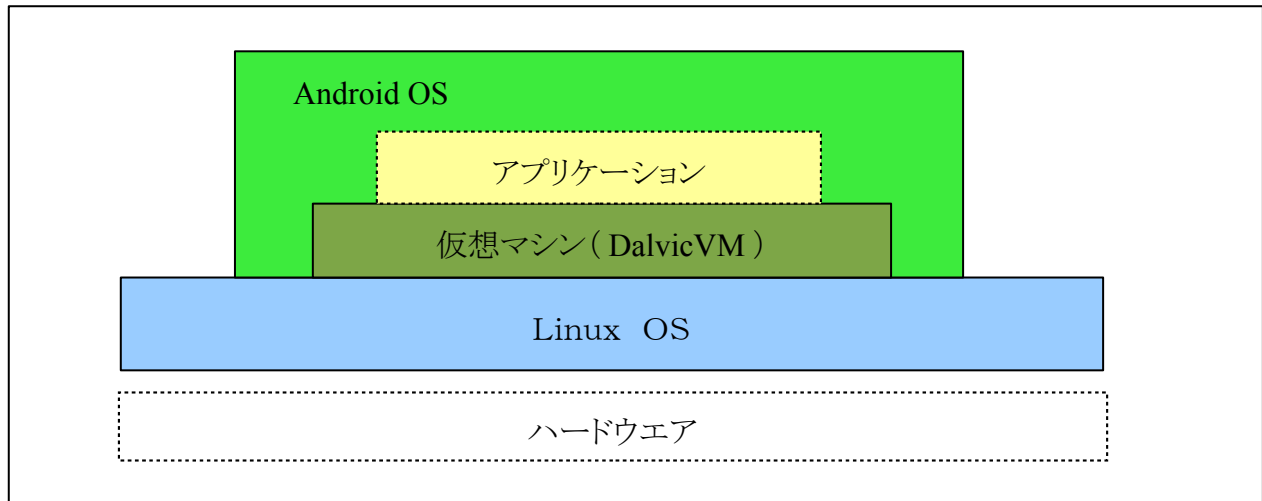 Android OS
アプリケーション
仮想マシン( DalvicVM )
Linux　OS
ハードウエア